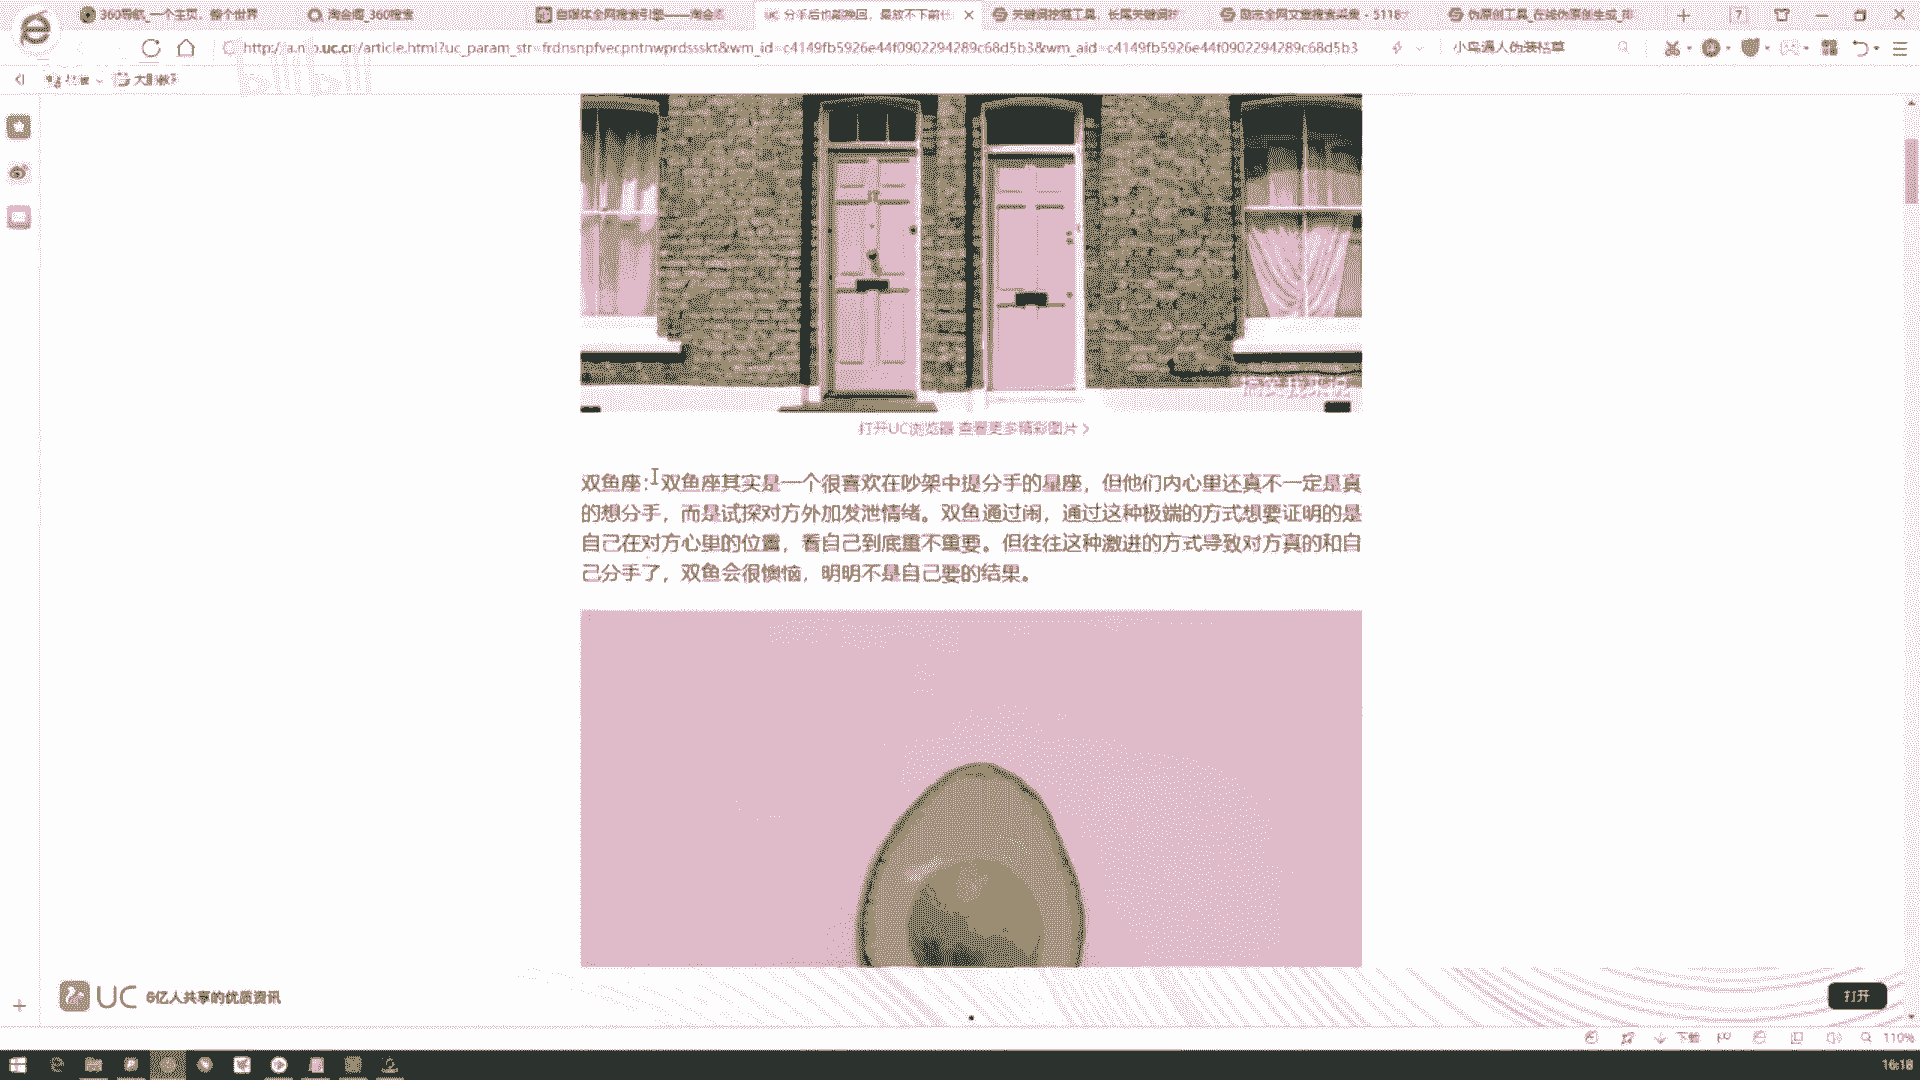 360导航_一个主页，整个世界
淘金阁_360搜索
自媒体全网搜索引擎——淘金
分手后也能挽回，最放不下前任
关键词挖掘工具，长尾关键词挖
励志全网文章搜索采集 - 5118
伪原创工具_在线伪原创生成_
7
uc.cn/article.html?uc_param_str=frdnsnpfvecpntnwprdssskt&wm_id=c4149fb5926e44f0902294289c68d5b3&wm_aid=c4149fb5926e44f0902294289c68d5b3
小鸟逼人伪装枯草
打开UC浏览器 查看更多精彩图片 >
双鱼座：双鱼座其实是一个很喜欢在吵架中提分手的星座，但他们内心里还真不一定是真
的想分手，而是试探对方外加发泄情绪。双鱼通过闹，通过这种极端的方式想要证明的是
自己在对方心里的位置，看自己到底重不重要。但往往这种激进的方式导致对方真的和自
己分手了，双鱼会很懊恼，明明不是自己要的结果。
UC 6亿人共享的优质资讯
打开
下载
110%
16:18